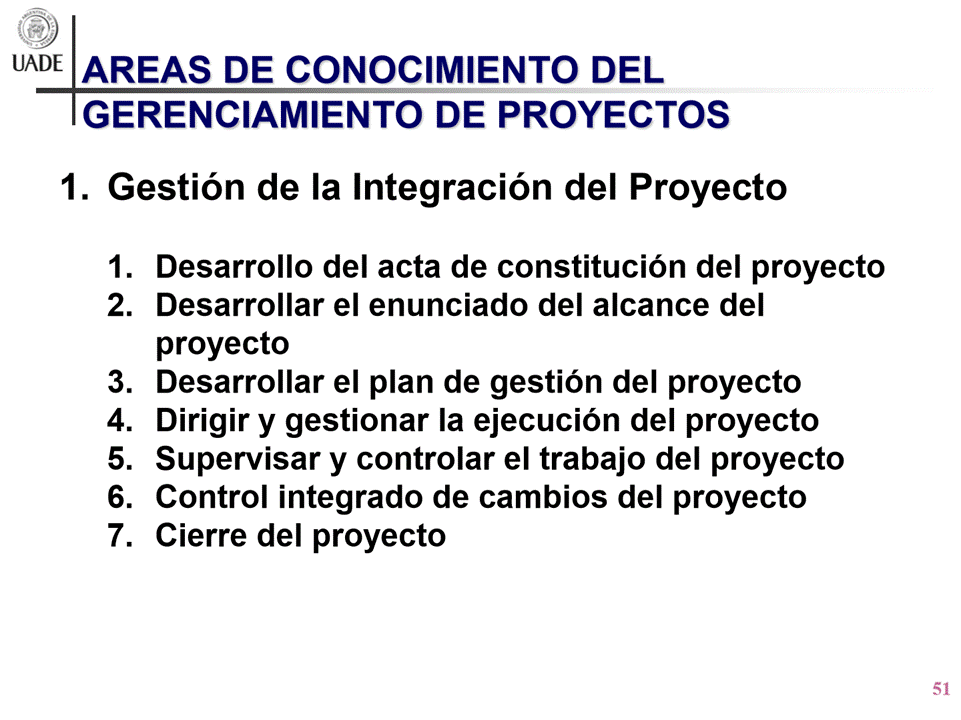 UADE
AREAS DE CONOCIMIENTO DEL
GERENCIAMIENTO DE PROYECTOS
1. Gestión de la Integración del Proyecto
1. Desarrollo del acta de constitución del proyecto
2. Desarrollar el enunciado del alcance del
proyecto
3. Desarrollar el plan de gestión del proyecto
4. Dirigir y gestionar la ejecución del proyecto
5. Supervisar y controlar el trabajo del proyecto
6. Control integrado de cambios del proyecto
7. Cierre del proyecto
51